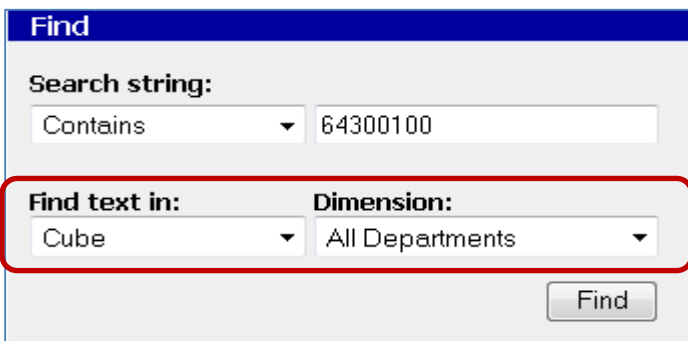 Find
Search string:
Contains 64300100
Find text in: Dimension:
Cube All Departments
Find